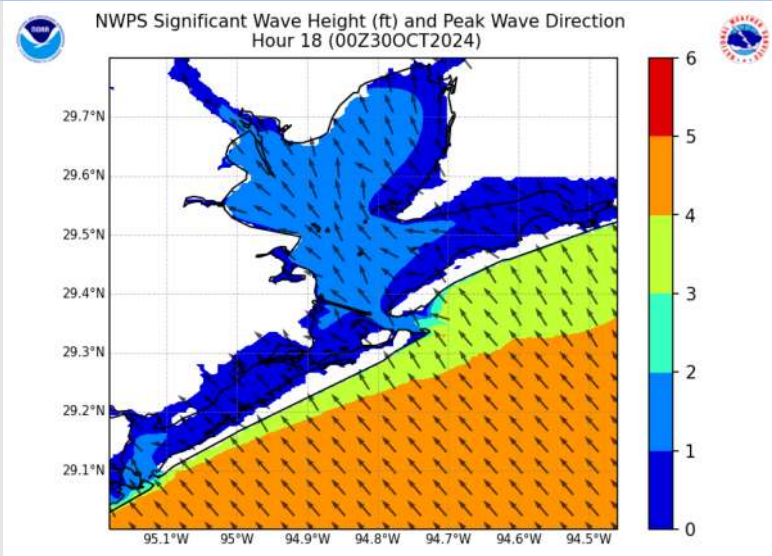 NWPS Significant Wave Height (ft) and Peak Wave Direction
Hour 18 (00Z30OCT2024)
NOAA
29.7°N
29.6°N
29.5°N
29.4°N
29.3°N
29.2°N
29.1°N
95.1°W 95°W 94.9°W 94.8°W 94.7°W 94.6°W 94.5°W
6
5
4
3
2
1
0